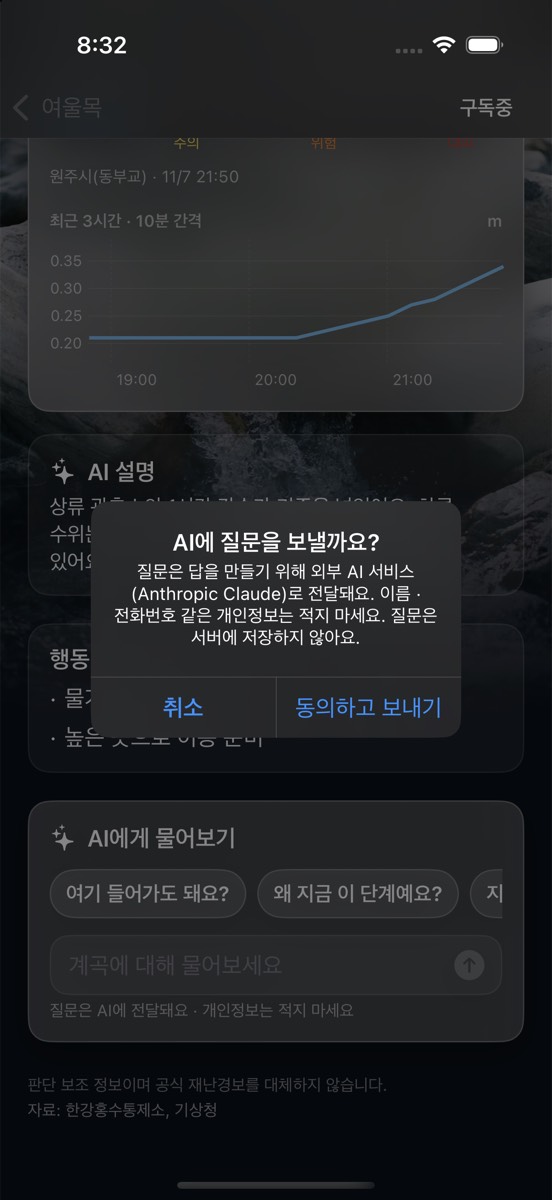 8:32
여울목
구독중
주의
위험
원주시(동부교) · 11/7 21:50
최근 3시간 · 10분 간격
m
0.35
0.30
0.25
0.20
19:00
20:00
21:00
AI 설명
상류
수위는
있어요
AI에 질문을 보낼까요?
질문은 답을 만들기 위해 외부 AI 서비스
(Anthropic Claude)로 전달돼요. 이름 ·
전화번호 같은 개인정보는 적지 마세요. 질문은
서버에 저장하지 않아요.
취소
동의하고 보내기
행동
· 물가
· 높은 곳으로 이동 준비
AI에게 물어보기
여기 들어가도 돼요?
왜 지금 이 단계예요?
지
계곡에 대해 물어보세요
질문은 AI에 전달돼요 · 개인정보는 적지 마세요
판단 보조 정보이며 공식 재난경보를 대체하지 않습니다.
자료: 한강홍수통제소, 기상청